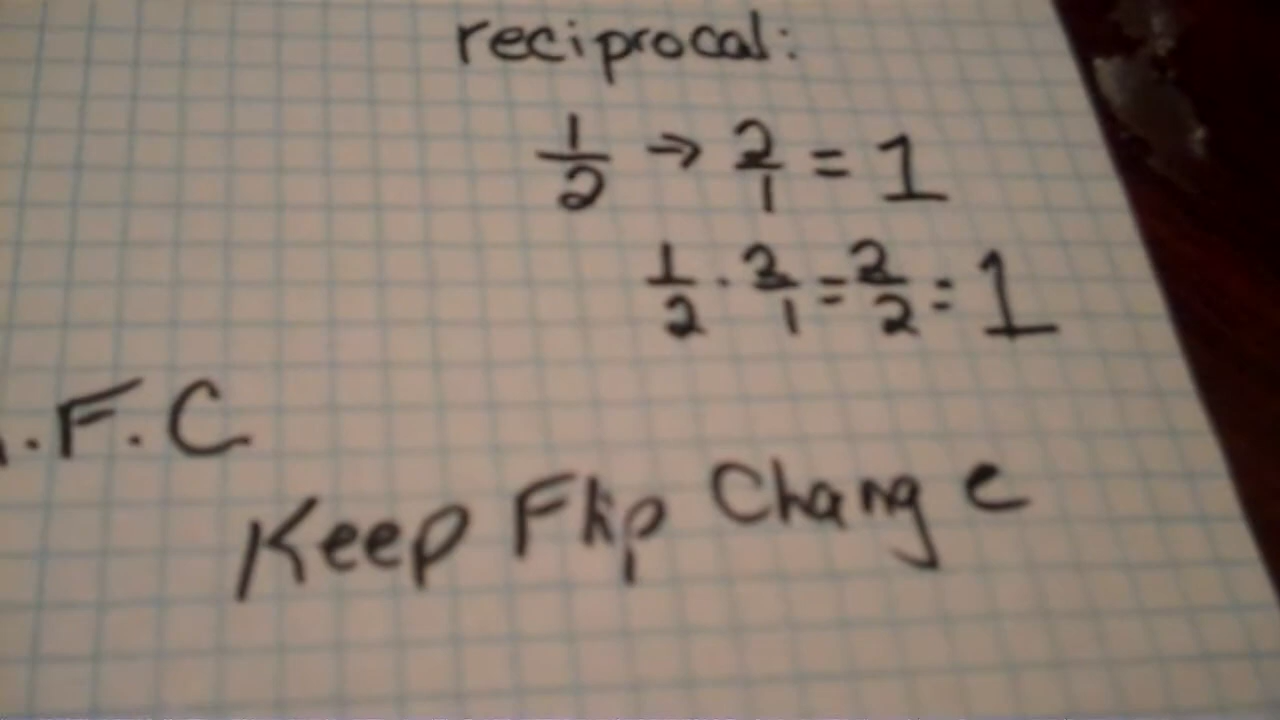 reciprocal:
1/2 → 2/1 = 1
1/2 · 2/1 = 2/2 = 1
.F.C
Keep Flip Change